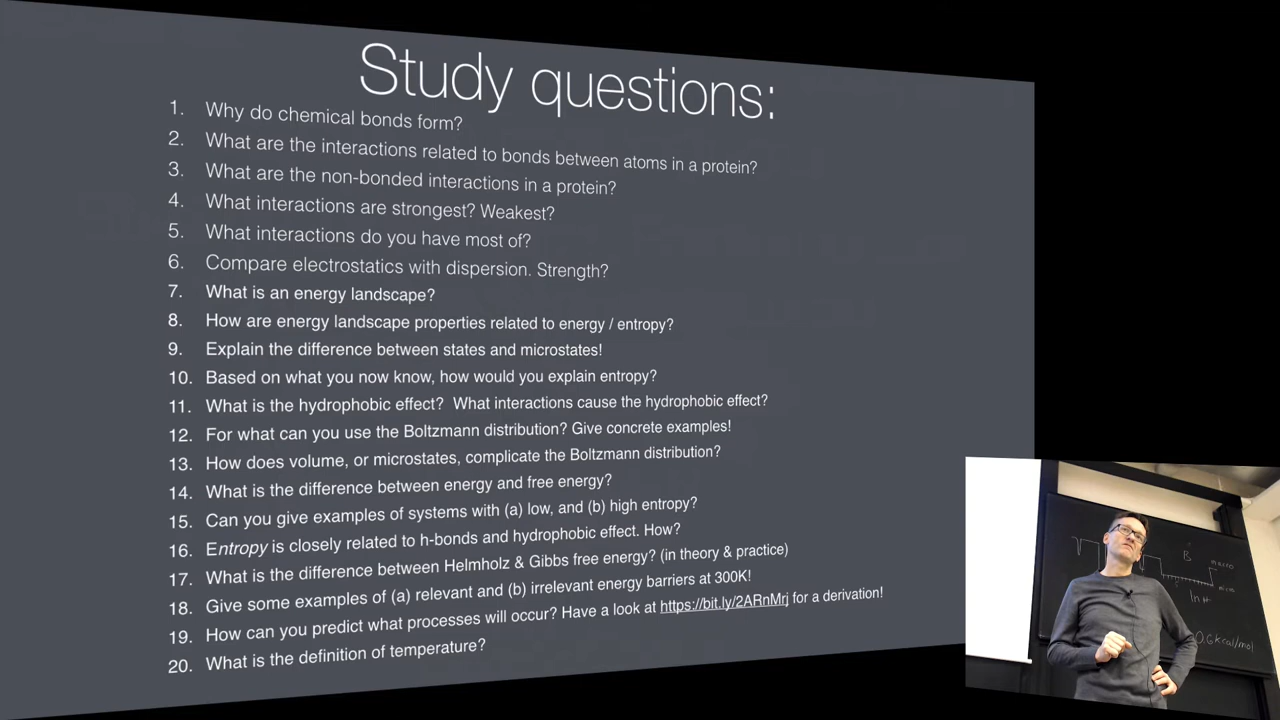 Study questions:
1. Why do chemical bonds form?
2. What are the interactions related to bonds between atoms in a protein?
3. What are the non-bonded interactions in a protein?
4. What interactions are strongest? Weakest?
5. What interactions do you have most of?
6. Compare electrostatics with dispersion. Strength?
7. What is an energy landscape?
8. How are energy landscape properties related to energy / entropy?
9. Explain the difference between states and microstates!
10. Based on what you now know, how would you explain entropy?
11. What is the hydrophobic effect?  What interactions cause the hydrophobic effect?
12. For what can you use the Boltzmann distribution? Give concrete examples!
13. How does volume, or microstates, complicate the Boltzmann distribution?
14. What is the difference between energy and free energy?
15. Can you give examples of systems with (a) low, and (b) high entropy?
16. Entropy is closely related to h-bonds and hydrophobic effect. How?
17. What is the difference between Helmholz & Gibbs free energy? (in theory & practice)
18. Give some examples of (a) relevant and (b) irrelevant energy barriers at 300K!
19. How can you predict what processes will occur? Have a look at https://bit.ly/2ARnMrj for a derivation!
20. What is the definition of temperature?
B
macro
micro
ln #
0.6 kcal/mol